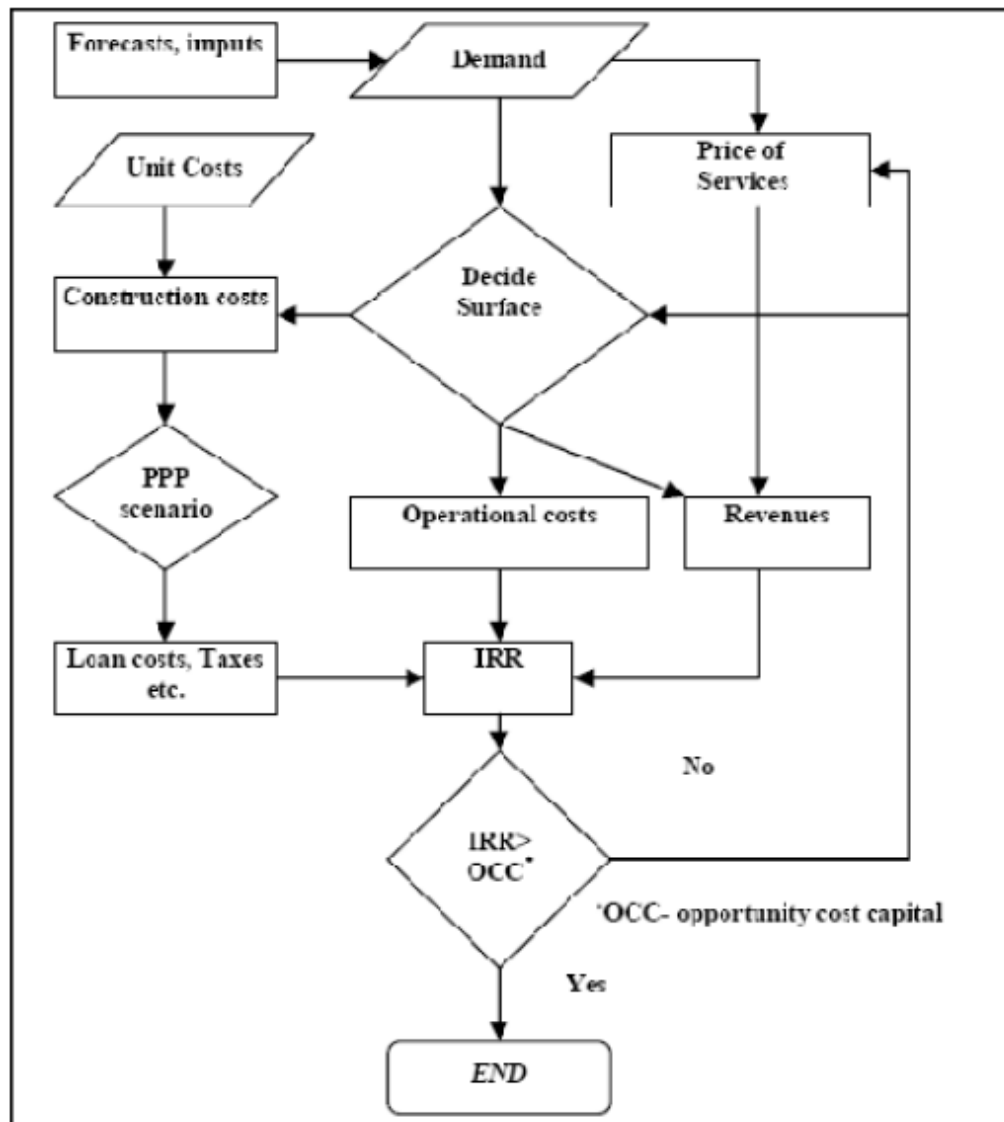 Forecasts, imputs
Demand
Unit Costs
Price of
Services
Decide
Surface
Construction costs
PPP
scenario
Operational costs
Revenues
Loan costs, Taxes
etc.
IRR
No
IRR>
OCC*
*OCC- opportunity cost capital
Yes
END